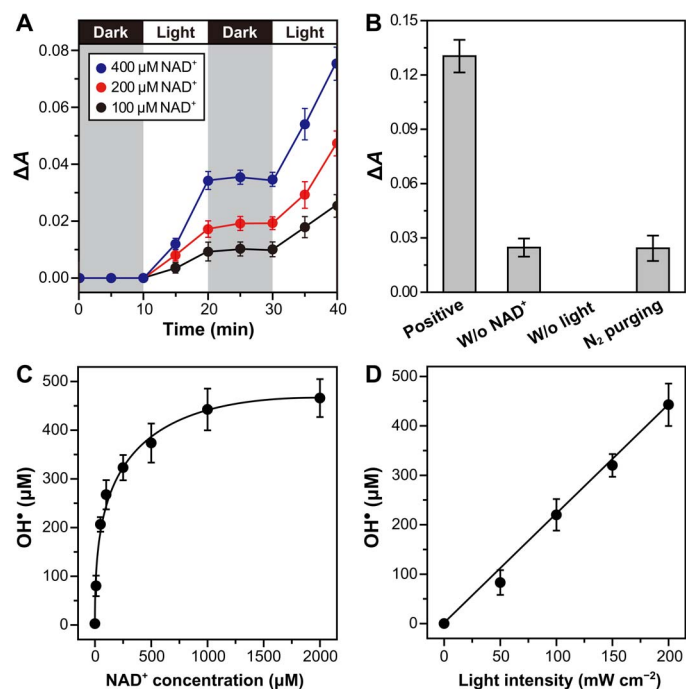 A
Dark Light Dark Light
400 µM NAD⁺
200 µM NAD⁺
100 µM NAD⁺
ΔA
0.08
0.06
0.04
0.02
0.00
0 10 20 30 40
Time (min)
B
ΔA
0.15
0.12
0.09
0.06
0.03
0.00
Positive
W/o NAD⁺
W/o light
N₂ purging
C
OH• (µM)
500
400
300
200
100
0
0 500 1000 1500 2000
NAD⁺ concentration (µM)
D
OH• (µM)
500
400
300
200
100
0
0 50 100 150 200
Light intensity (mW cm⁻²)